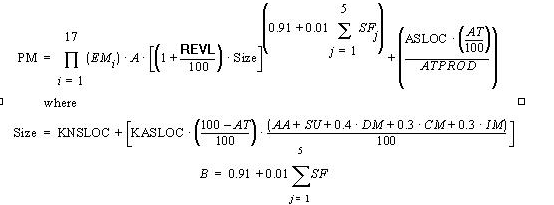 PM = ∏_{i = 1}^{17} (EM_i) · A · [(1 + REVL/100) · Size]^{(0.91 + 0.01 ∑_{j = 1}^{5} SF_j)} + (ASLOC · (AT/100) / ATPROD)
where
Size = KNSLOC + [KASLOC · (100 – AT/100) · (AA + SU + 0.4 · DM + 0.3 · CM + 0.3 · IM)/100]
B = 0.91 + 0.01 ∑_{j = 1}^{5} SF